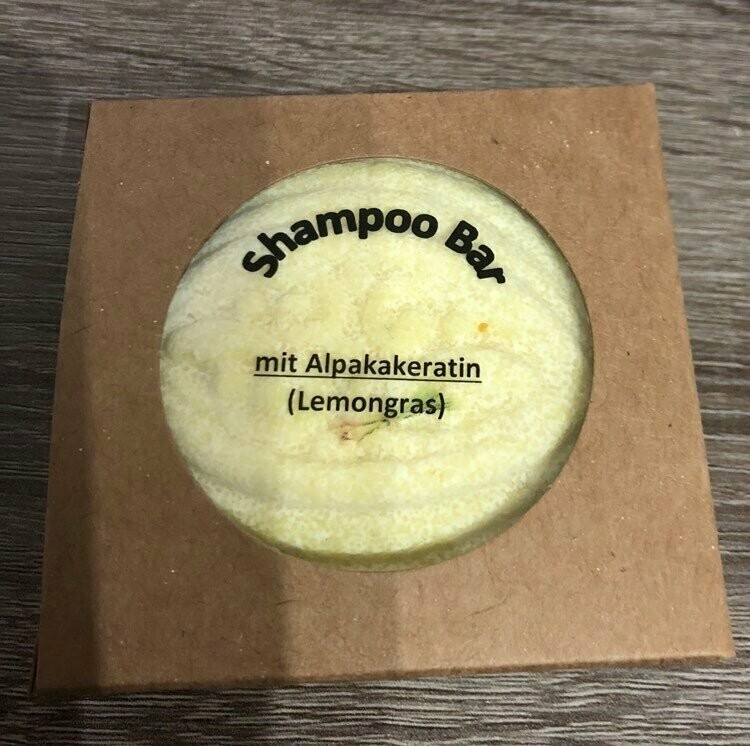 Shampoo Bar
mit Alpakakeratin
(Lemongras)